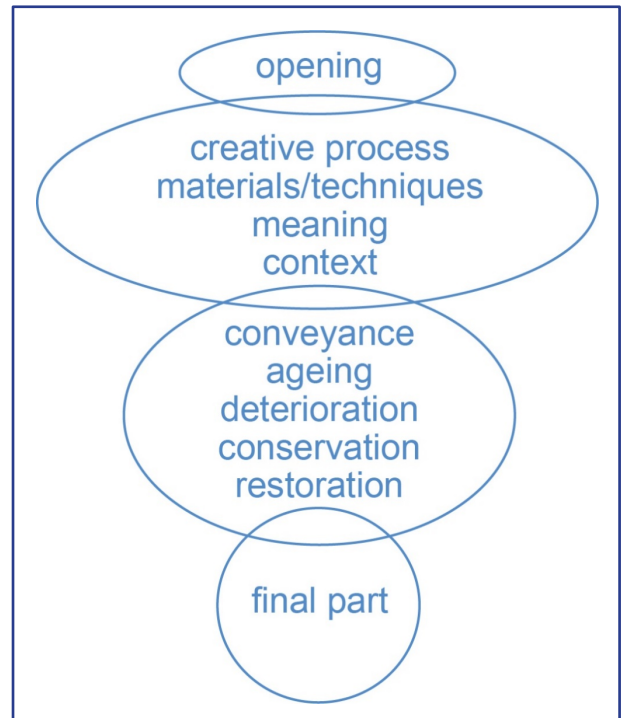 opening
creative process
materials/techniques
meaning
context
conveyance
ageing
deterioration
conservation
restoration
final part